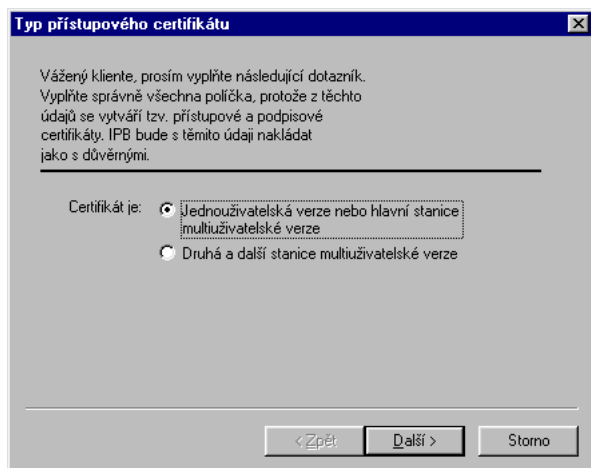 Typ přístupového certifikátu
Vážený kliente, prosím vyplňte následující dotazník.
Vyplňte správně všechna políčka, protože z těchto
údajů se vytváří tzv. přístupové a podpisové
certifikáty. IPB bude s těmito údaji nakládat
jako s důvěrnými.
Certifikát je:
Jednouživatelská verze nebo hlavní stanice
multiuživatelské verze
Druhá a další stanice multiuživatelské verze
< Zpět
Další >
Storno